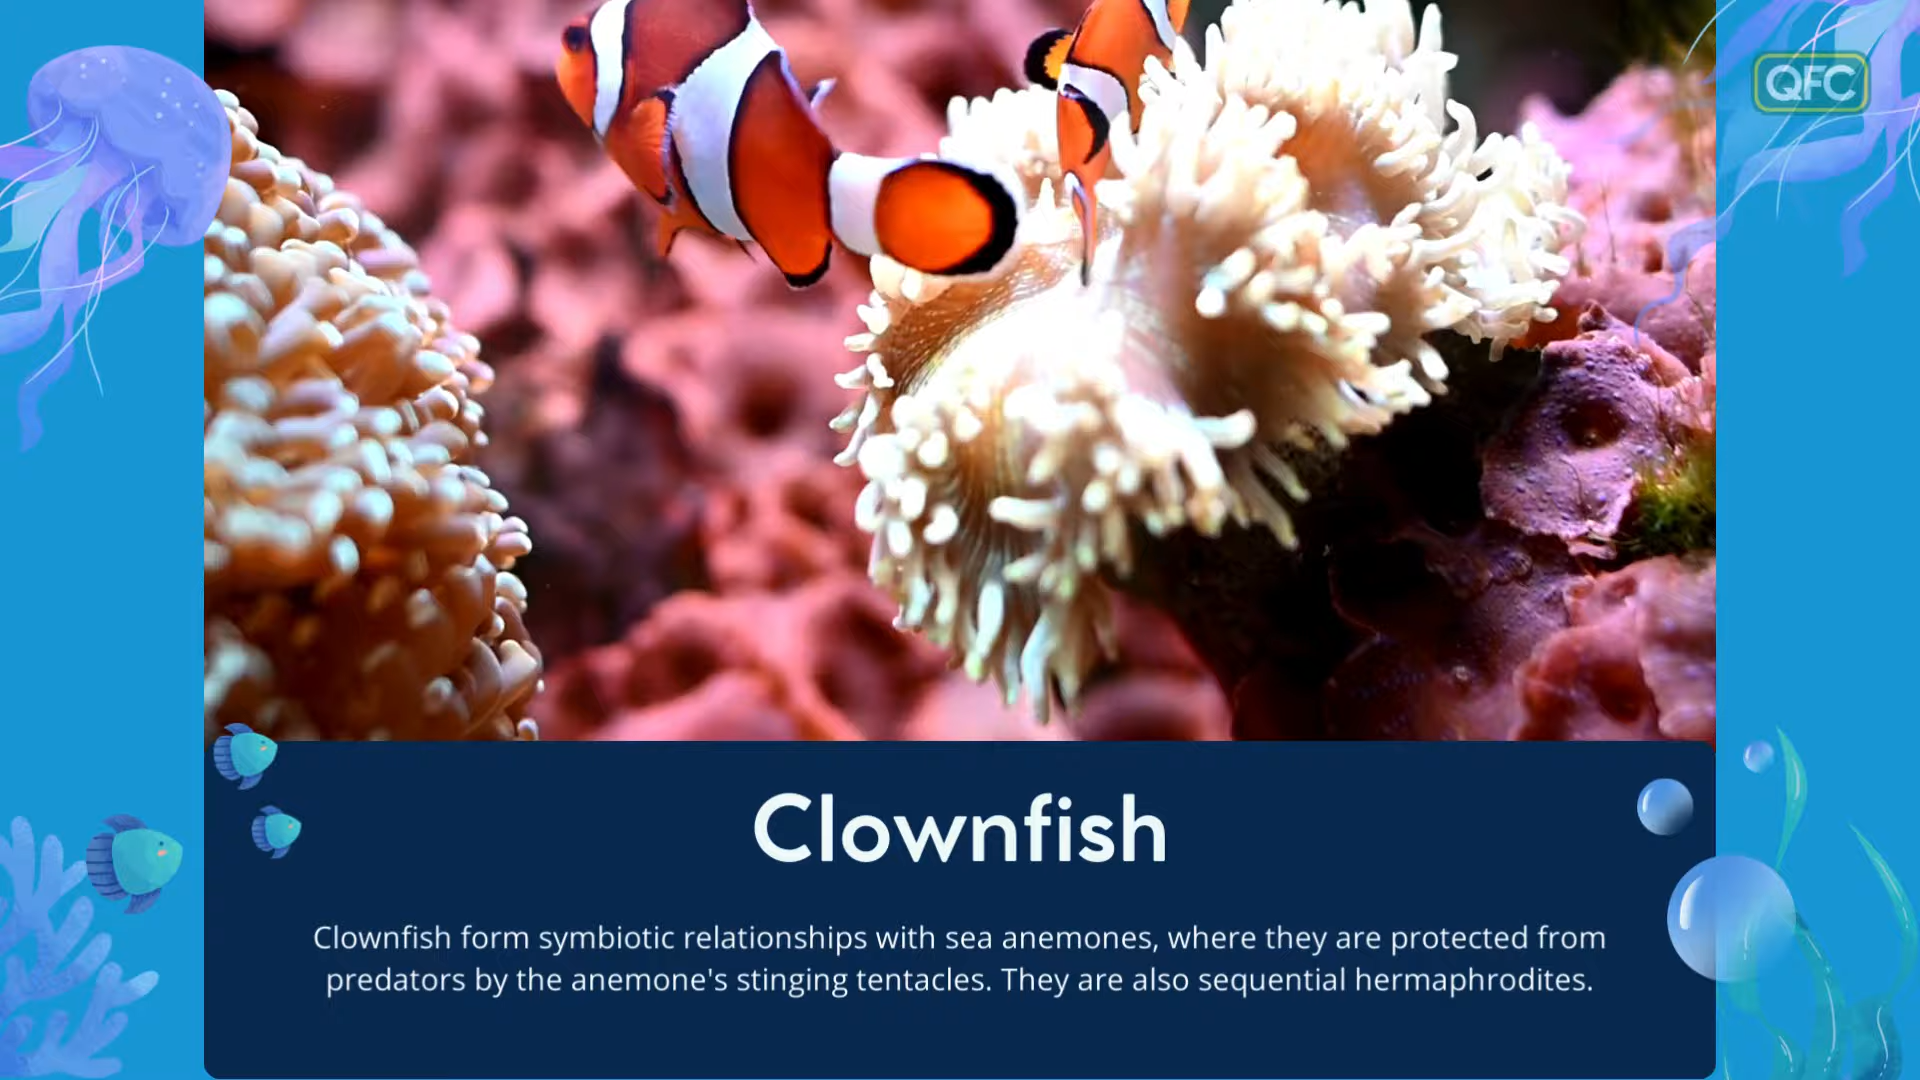 QFC
Clownfish
Clownfish form symbiotic relationships with sea anemones, where they are protected from
predators by the anemone's stinging tentacles. They are also sequential hermaphrodites.